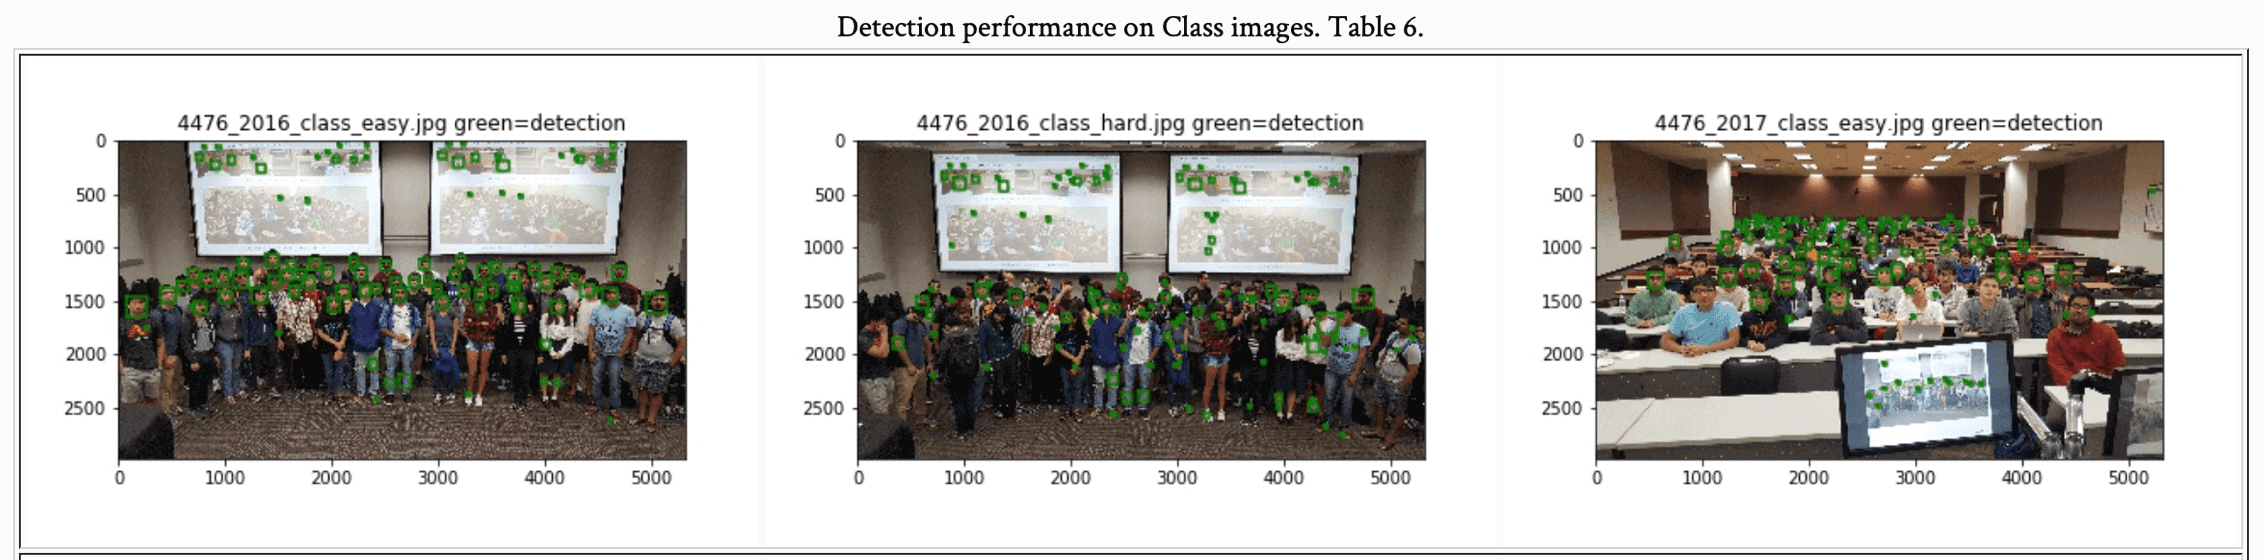 Detection performance on Class images. Table 6.
4476_2016_class_easy.jpg green=detection
0
500
1000
1500
2000
2500
0 1000 2000 3000 4000 5000
4476_2016_class_hard.jpg green=detection
0
500
1000
1500
2000
2500
0 1000 2000 3000 4000 5000
4476_2017_class_easy.jpg green=detection
0
500
1000
1500
2000
2500
0 1000 2000 3000 4000 5000